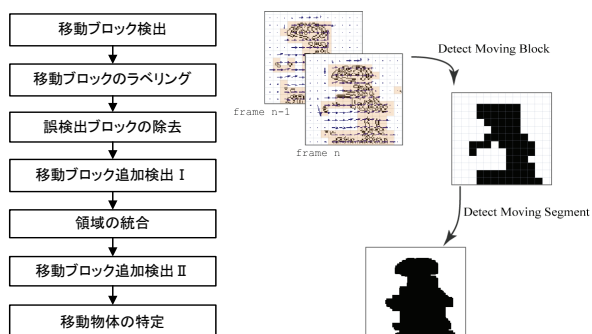 移動ブロック検出
移動ブロックのラベリング
誤検出ブロックの除去
移動ブロック追加検出Ⅰ
領域の統合
移動ブロック追加検出Ⅱ
移動物体の特定
frame n-1
frame n
Detect Moving Block
Detect Moving Segment